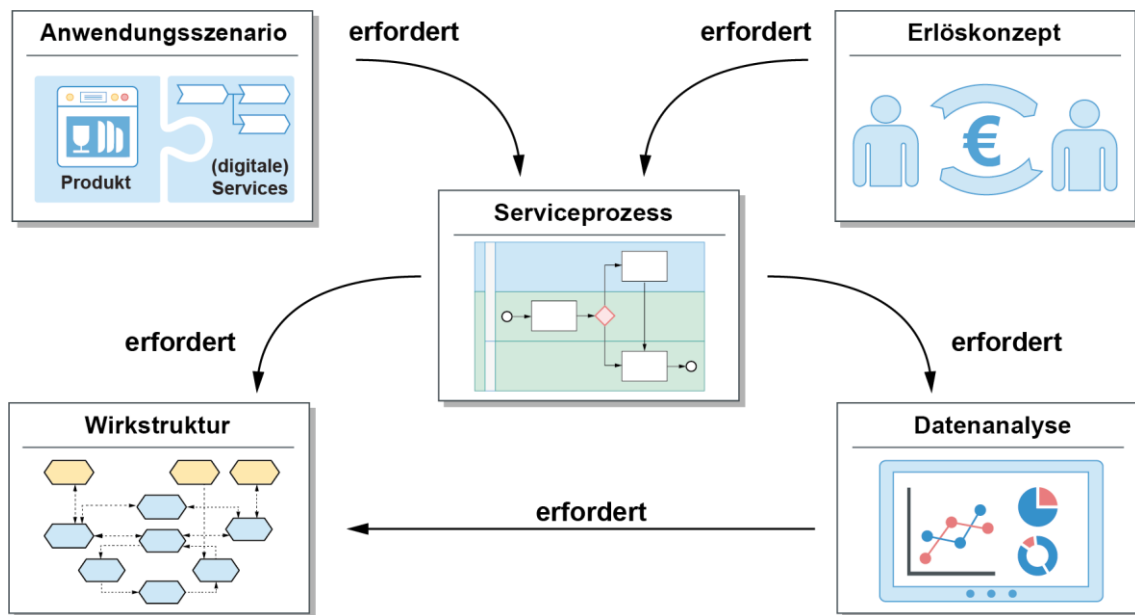 Anwendungsszenario
erfordert
erfordert
Erlöskonzept
Produkt
(digitale)
Services
€
Serviceprozess
erfordert
erfordert
Wirkstruktur
Datenanalyse
erfordert